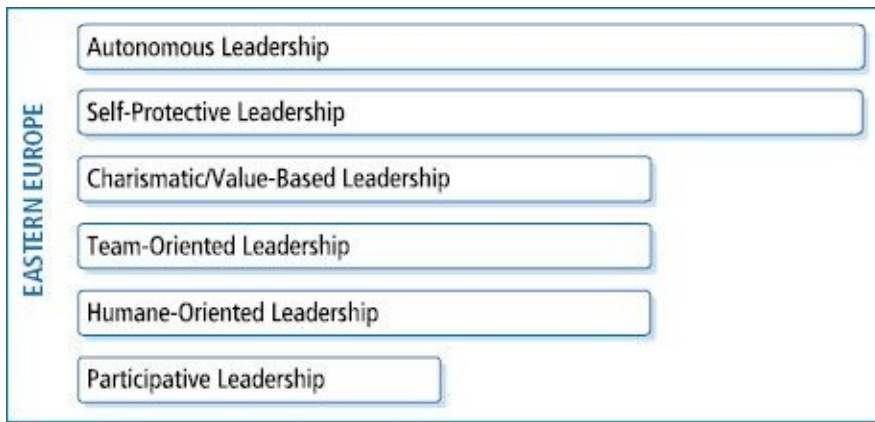 EASTERN EUROPE
Autonomous Leadership
Self-Protective Leadership
Charismatic/Value-Based Leadership
Team-Oriented Leadership
Humane-Oriented Leadership
Participative Leadership